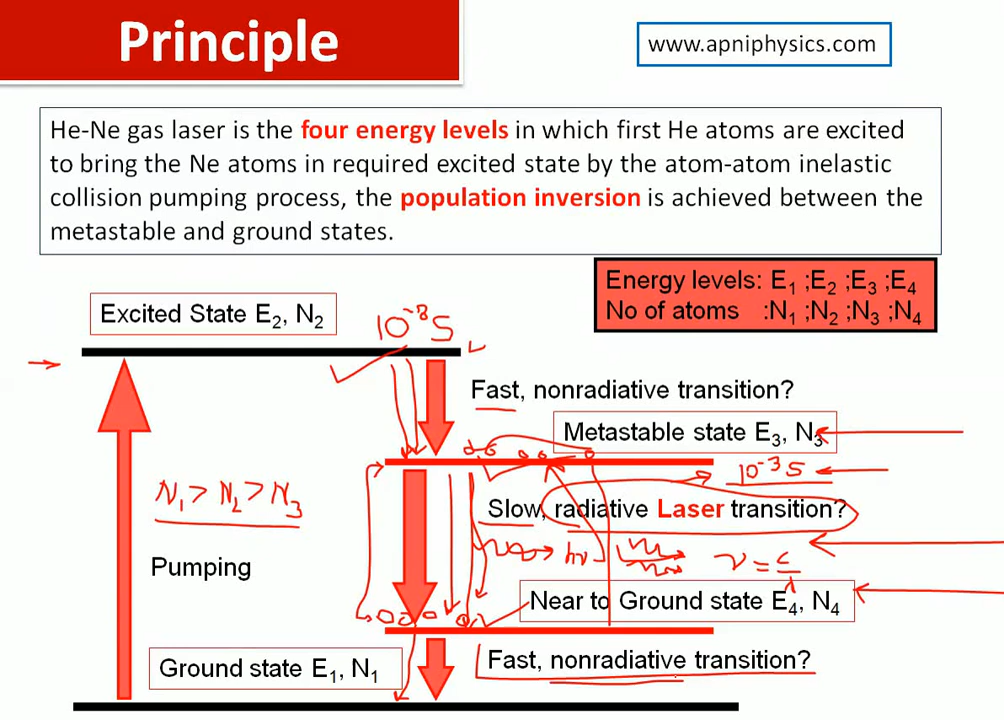 Principle
www.apniphysics.com
He-Ne gas laser is the four energy levels in which first He atoms are excited
to bring the Ne atoms in required excited state by the atom-atom inelastic
collision pumping process, the population inversion is achieved between the
metastable and ground states.
Energy levels: E₁ ;E₂ ;E₃ ;E₄
No of atoms :N₁ ;N₂ ;N₃ ;N₄
Excited State E₂, N₂
10⁻⁸ S
Fast, nonradiative transition?
Metastable state E₃, N₃
10⁻³ S
N₁ > N₂ > N₃
Slow, radiative Laser transition?
hν
ν = c/λ
Pumping
Near to Ground state E₄, N₄
Ground state E₁, N₁
Fast, nonradiative transition?